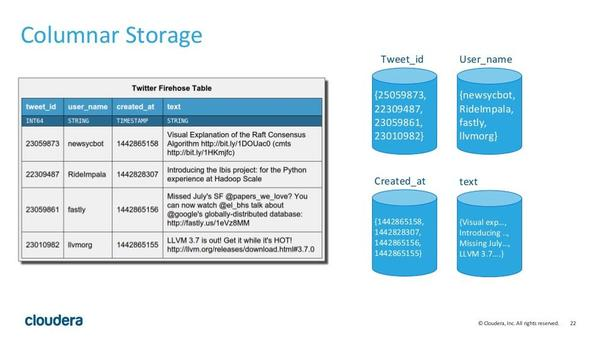 Columnar Storage
Twitter Firehose Table
tweet_id user_name created_at text
INT64 STRING TIMESTAMP STRING
23059873 newsycbot 1442865158 Visual Explanation of the Raft Consensus
Algorithm http://bit.ly/1DOUac0 (cmts
http://bit.ly/1HKmjfc)
22309487 RideImpala 1442828307 Introducing the Ibis project: for the Python
experience at Hadoop Scale
23059861 fastly 1442865156 Missed July's SF @papers_we_love? You
can now watch @el_bhs talk about
@google's globally-distributed database:
http://fastly.us/1eVz8MM
23010982 llvmorg 1442865155 LLVM 3.7 is out! Get it while it's HOT!
http://llvm.org/releases/download.html#3.7.0
Tweet_id
{25059873,
22309487,
23059861,
23010982}
User_name
{newsycbot,
RideImpala,
fastly,
llvmorg}
Created_at
{1442865158,
1442828307,
1442865156,
1442865155}
text
{Visual exp...,
Introducing ..,
Missing July...,
LLVM 3.7....}
cloudera
© Cloudera, Inc. All rights reserved. 22